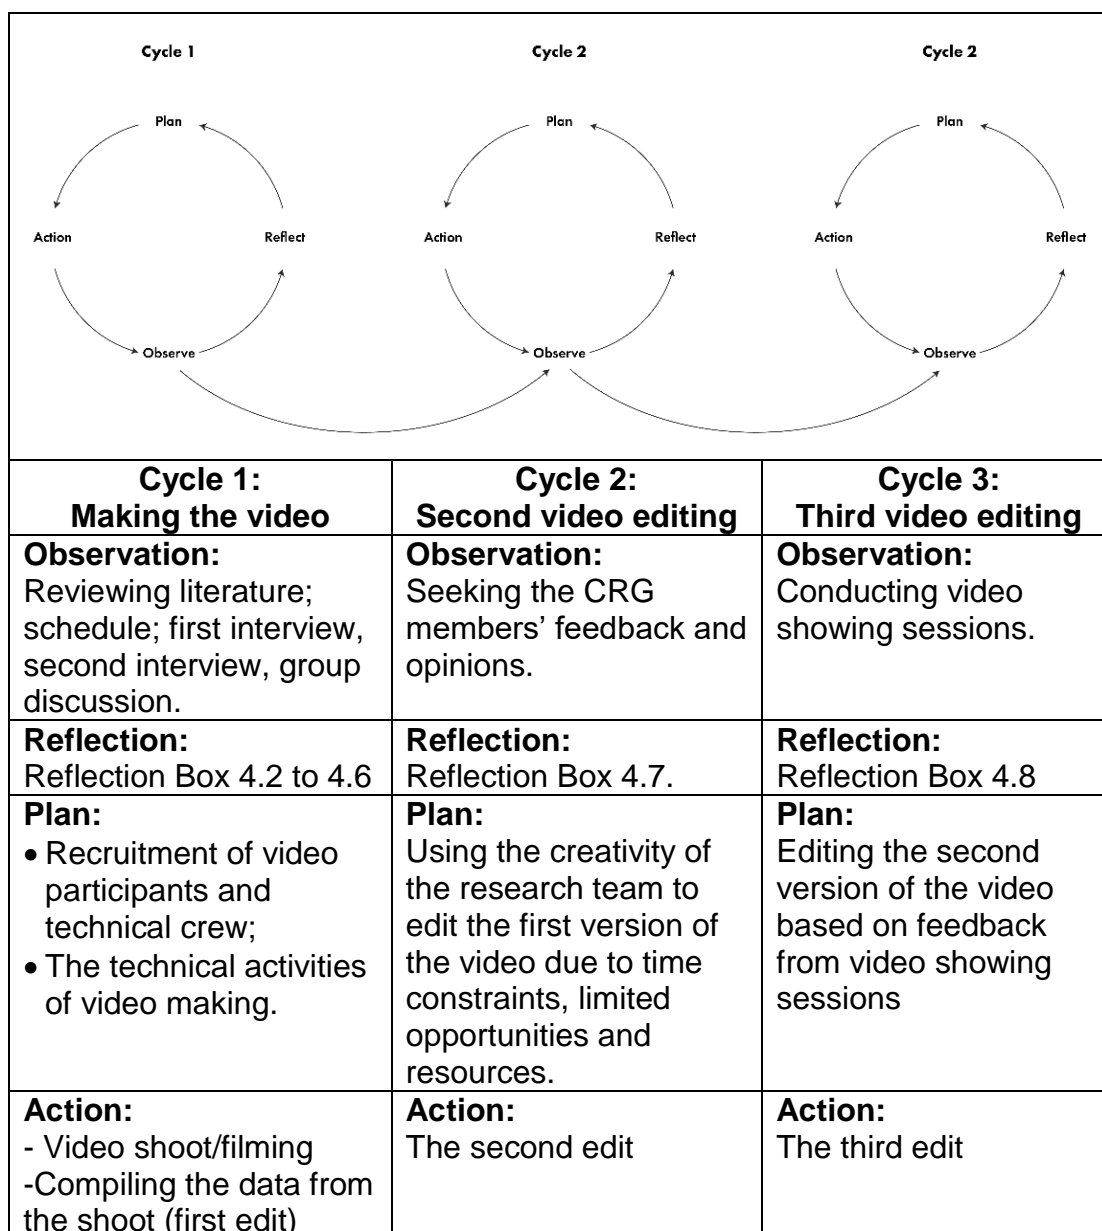 Cycle 1
Cycle 2
Cycle 2
Plan
Plan
Plan
Action
Reflect
Action
Reflect
Action
Reflect
Observe
Observe
Observe
Cycle 1:
Making the video
Cycle 2:
Second video editing
Cycle 3:
Third video editing
Observation:
Reviewing literature;
schedule; first interview,
second interview, group
discussion.
Observation:
Seeking the CRG
members’ feedback and
opinions.
Observation:
Conducting video
showing sessions.
Reflection:
Reflection Box 4.2 to 4.6
Reflection:
Reflection Box 4.7.
Reflection:
Reflection Box 4.8
Plan:
• Recruitment of video
participants and
technical crew;
• The technical activities
of video making.
Plan:
Using the creativity of
the research team to
edit the first version of
the video due to time
constraints, limited
opportunities and
resources.
Plan:
Editing the second
version of the video
based on feedback
from video showing
sessions
Action:
- Video shoot/filming
-Compiling the data from
the shoot (first edit)
Action:
The second edit
Action:
The third edit